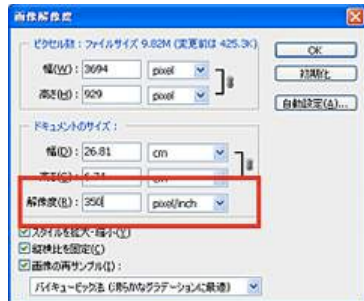 画像解像度
ピクセル数：ファイルサイズ 9.82M (変更前は 425.3K)
幅(W)： 3694 pixel
高さ(H)： 929 pixel
OK
初期化
自動設定(A)...
ドキュメントのサイズ：
幅(D)： 26.81 cm
高さ(G)： 6.74 cm
解像度(R)： 350 pixel/inch
スタイルを拡大・縮小(Y)
縦横比を固定(C)
画像の再サンプル(I)：
バイキュービック法 (滑らかなグラデーションに最適)